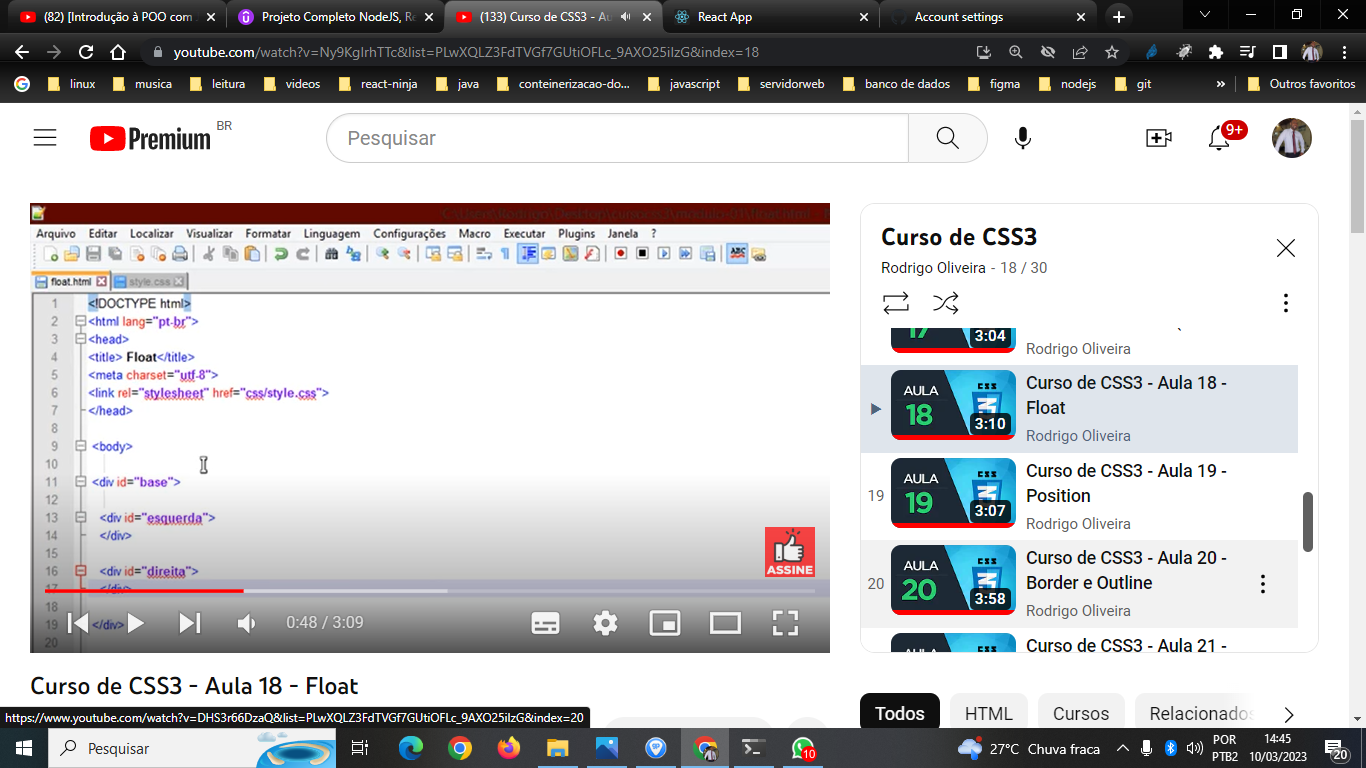 (82) [Introdução à POO com
Projeto Completo NodeJS, Re
(133) Curso de CSS3 - Au
React App
Account settings
youtube.com/watch?v=Ny9KgIrhTTc&list=PLwXQLZ3FdTVGf7GUtiOFLc_9AXO25iIzG&index=18
linux
musica
leitura
videos
react-ninja
java
conteinerizacao-do...
javascript
servidorweb
banco de dados
figma
nodejs
git
»
Outros favoritos
Premium
BR
Pesquisar
9+
Arquivo Editar Localizar Visualizar Formatar Linguagem Configurações Macro Executar Plugins Janela ?
float.html
style.css
1 <!DOCTYPE html>
2 <html lang="pt-br">
3 <head>
4 <title> Float</title>
5 <meta charset="utf-8">
6 <link rel="stylesheet" href="css/style.css">
7 </head>
8
9 <body>
10
11 <div id="base">
12
13 <div id="esquerda">
14 </div>
15
16 <div id="direita">
17 </div>
18
19 </div>
20
ASSINE
0:48 / 3:09
Curso de CSS3 - Aula 18 - Float
https://www.youtube.com/watch?v=DHS3r66DzaQ&list=PLwXQLZ3FdTVGf7GUtiOFLc_9AXO25iIzG&index=20
Curso de CSS3
Rodrigo Oliveira - 18 / 30
17
3:04
Rodrigo Oliveira
AULA
18
CSS
3:10
Curso de CSS3 - Aula 18 -
Float
Rodrigo Oliveira
19
AULA
19
CSS
3:07
Curso de CSS3 - Aula 19 -
Position
Rodrigo Oliveira
20
AULA
20
CSS
3:58
Curso de CSS3 - Aula 20 -
Border e Outline
Rodrigo Oliveira
AULA
CSS
Curso de CSS3 - Aula 21 -
Todos
HTML
Cursos
Relacionados
Pesquisar
10
27°C Chuva fraca
POR
PTB2
14:45
10/03/2023
20